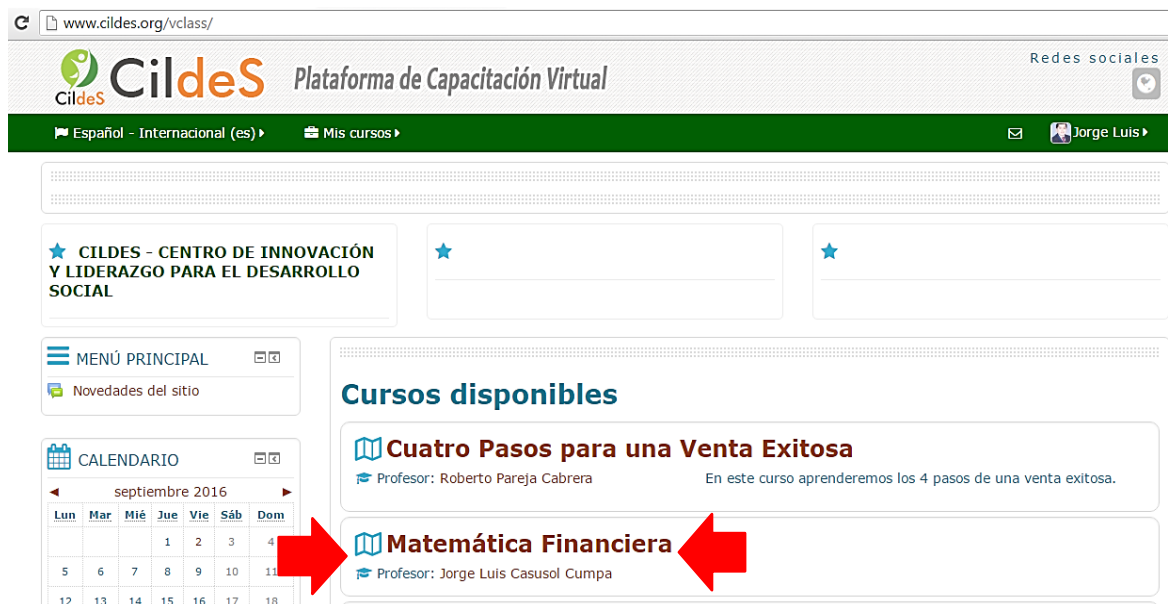 www.cildes.org/vclass/
CildeS
CildeS
Plataforma de Capacitación Virtual
Redes sociales
Español - Internacional (es)
Mis cursos
Jorge Luis
CILDES - CENTRO DE INNOVACIÓN
Y LIDERAZGO PARA EL DESARROLLO
SOCIAL
MENÚ PRINCIPAL
Novedades del sitio
CALENDARIO
septiembre 2016
Lun Mar Mié Jue Vie Sáb Dom
1 2 3 4
5 6 7 8 9 10 11
12 13 14 15 16 17 18
Cursos disponibles
Cuatro Pasos para una Venta Exitosa
Profesor: Roberto Pareja Cabrera
En este curso aprenderemos los 4 pasos de una venta exitosa.
Matemática Financiera
Profesor: Jorge Luis Casusol Cumpa